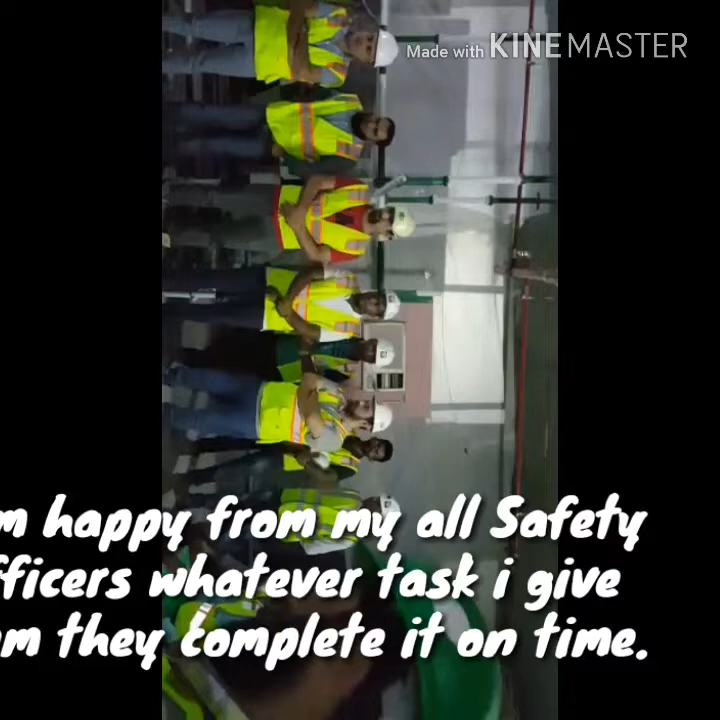 Made with KINEMASTER
m happy from my all Safety
fficers whatever task i give
m they complete it on time.